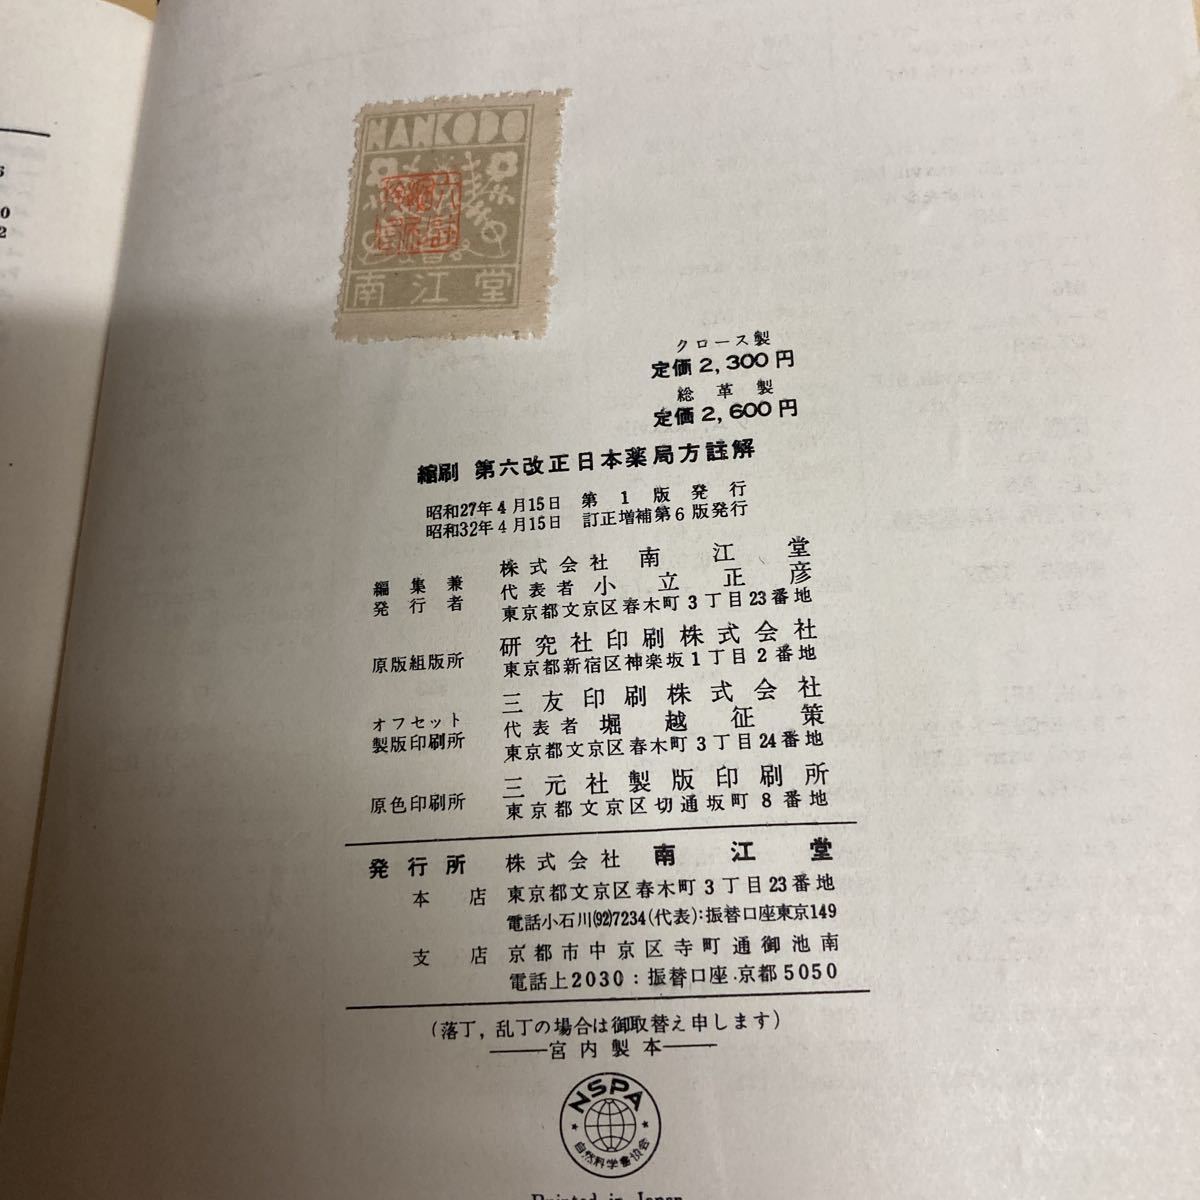 NANKODO
南江堂
クロース製
定価2,300円
総革製
定価2,600円
縮刷 第六改正日本薬局方註解
昭和27年4月15日 第1版発行
昭和32年4月15日 訂正増補第6版発行
編集兼発行者
株式会社 南江堂
代表者 小立正彦
東京都文京区春木町3丁目23番地
原版組版所
研究社印刷株式会社
東京都新宿区神楽坂1丁目2番地
オフセット製版印刷所
三友印刷株式会社
代表者 堀越征策
東京都文京区春木町3丁目24番地
原色印刷所
三元社製版印刷所
東京都文京区切通坂町8番地
発行所 株式会社 南江堂
本店 東京都文京区春木町3丁目23番地
電話小石川(92)7234(代表):振替口座東京149
支店 京都市中京区寺町通御池南
電話上2030:振替口座.京都5050
(落丁,乱丁の場合は御取替え申します)
宮内製本
NSPA
自然科学書協会
Printed in Japan
6
0
2